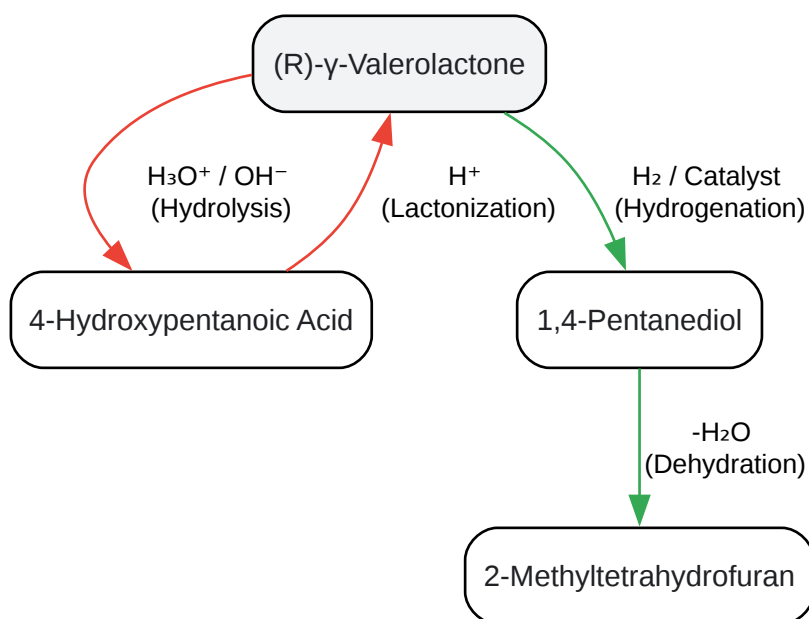 (R)-γ-Valerolactone
H₃O⁺ / OH⁻
(Hydrolysis)
H⁺
(Lactonization)
H₂ / Catalyst
(Hydrogenation)
4-Hydroxypentanoic Acid
1,4-Pentanediol
-H₂O
(Dehydration)
2-Methyltetrahydrofuran